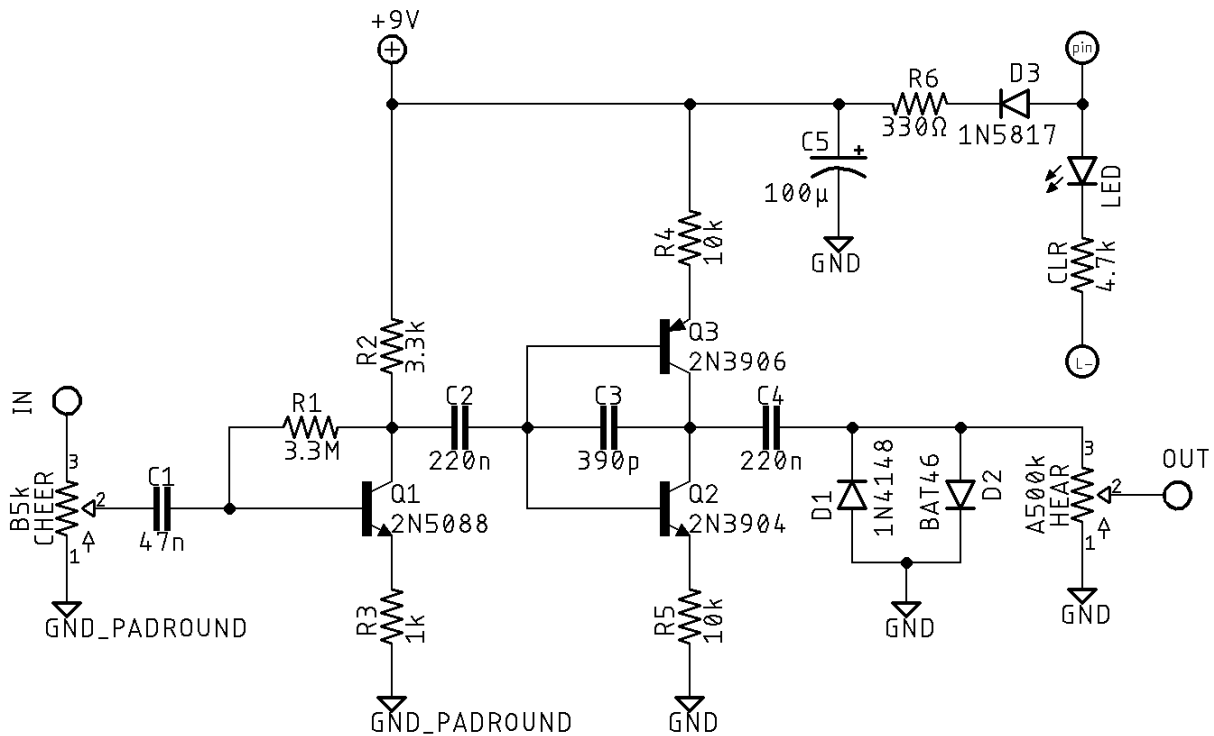 +9V
pin
R6
D3
330Ω
1N5817
C5
+
100µ
LED
R4
10k
GND
CLR
4.7k
R2
3.3k
Q3
2N3906
L-
IN
R1
C2
C3
C4
3.3M
220n
390p
220n
3
C1
B5k
CHEER
2
1
47n
Q1
2N5088
Q2
2N3904
D1
1N4148
BAT46
D2
3
A500k
HEAR
2
1
OUT
GND_PADROUND
R3
1k
R5
10k
GND
GND
GND_PADROUND
GND